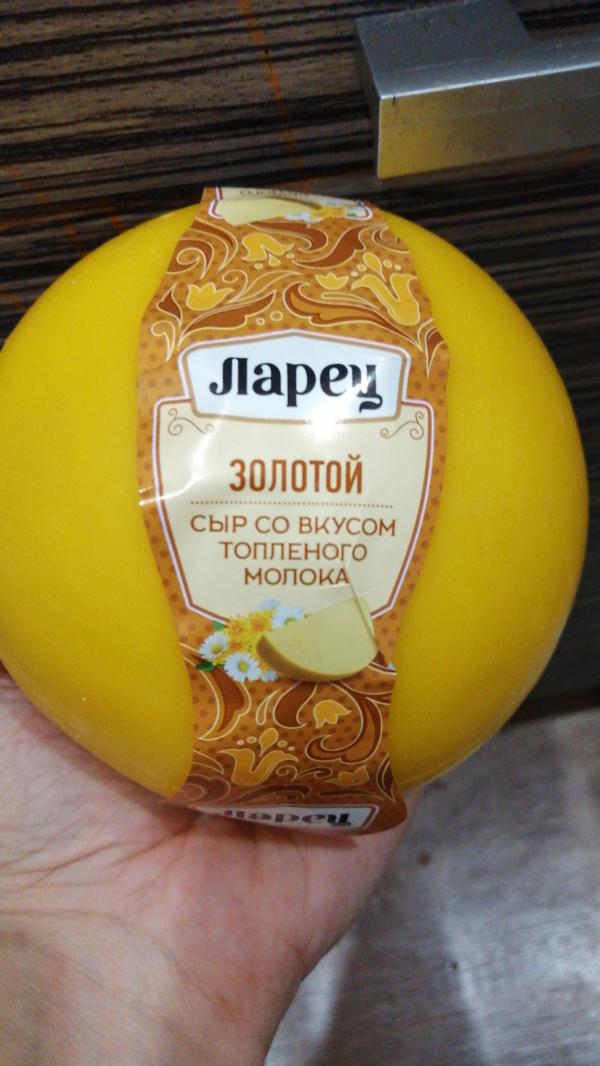 Ларец
ЗОЛОТОЙ
СЫР СО ВКУСОМ
ТОПЛЕНОГО
МОЛОКА
Ларец